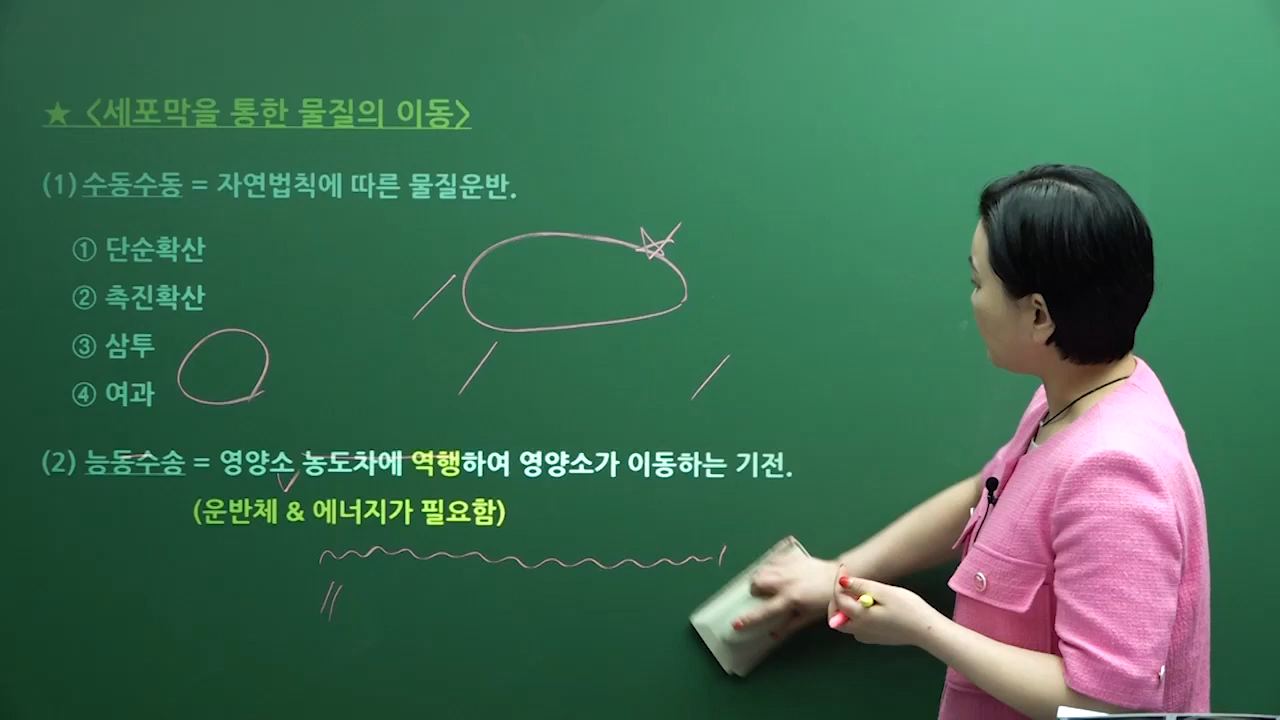 ★ <세포막을 통한 물질의 이동>
(1) 수동수동 = 자연법칙에 따른 물질운반.
① 단순확산
② 촉진확산
③ 삼투
④ 여과
(2) 능동수송 = 영양소 농도차에 역행하여 영양소가 이동하는 기전.
(운반체 & 에너지가 필요함)